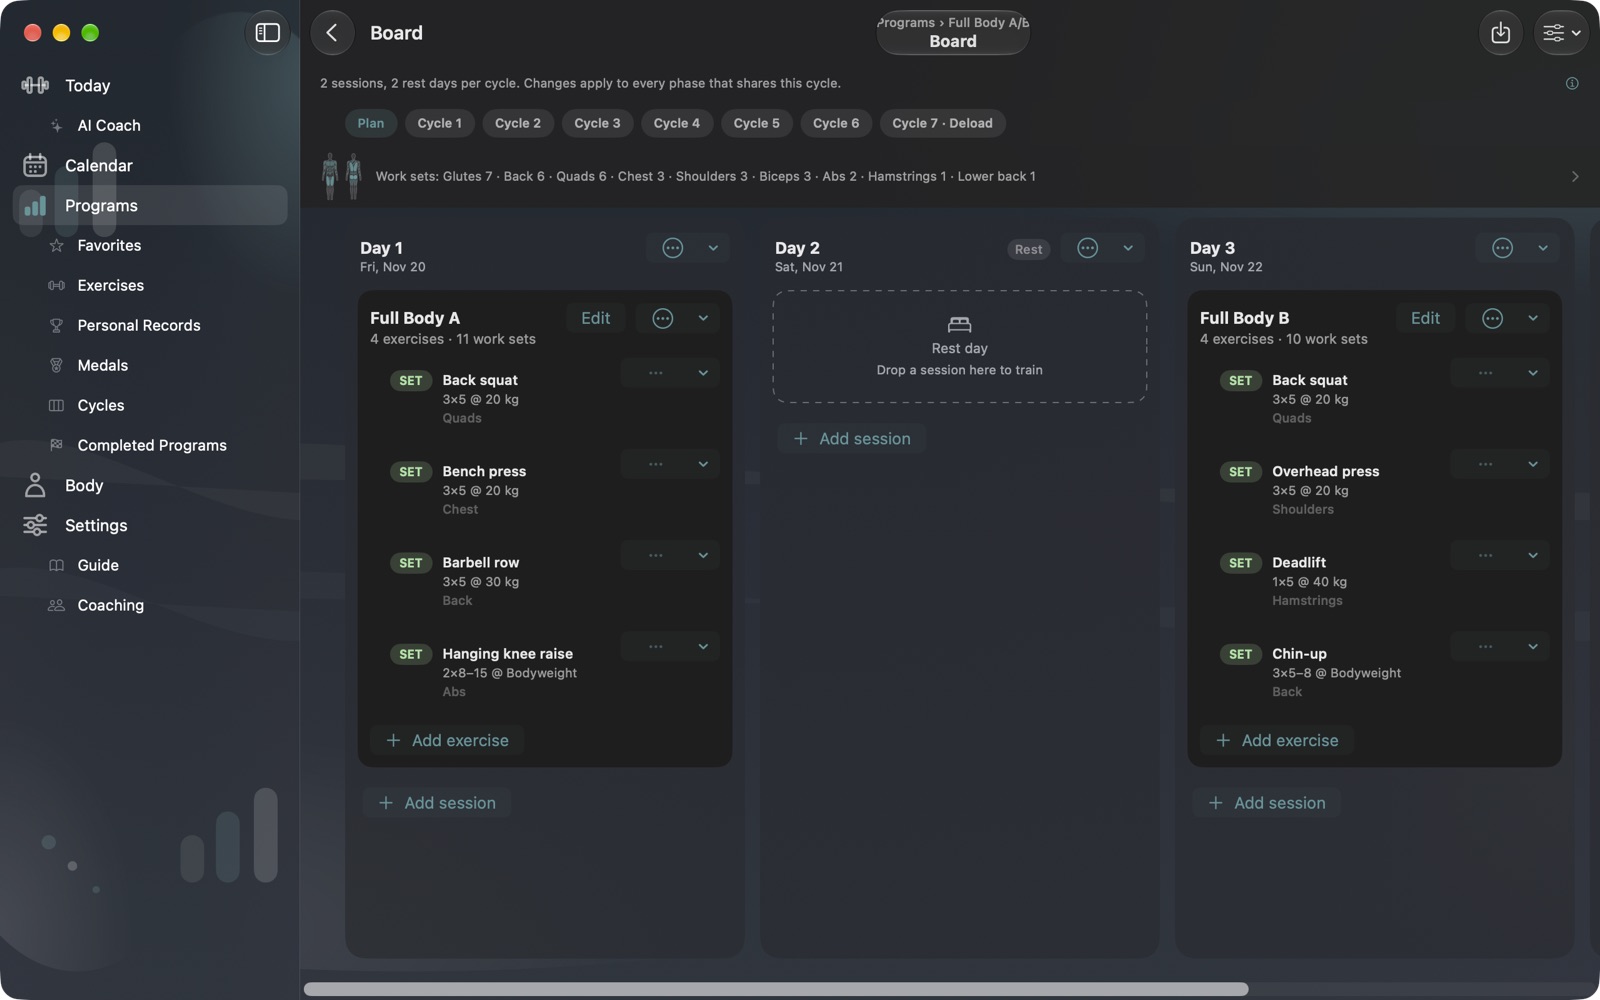 Today
AI Coach
Calendar
Programs
Favorites
Exercises
Personal Records
Medals
Cycles
Completed Programs
Body
Settings
Guide
Coaching
Board
Programs › Full Body A/B
Board
2 sessions, 2 rest days per cycle. Changes apply to every phase that shares this cycle.
Plan
Cycle 1
Cycle 2
Cycle 3
Cycle 4
Cycle 5
Cycle 6
Cycle 7 · Deload
Work sets: Glutes 7 · Back 6 · Quads 6 · Chest 3 · Shoulders 3 · Biceps 3 · Abs 2 · Hamstrings 1 · Lower back 1
Day 1
Fri, Nov 20
Full Body A
Edit
4 exercises · 11 work sets
SET Back squat
3×5 @ 20 kg
Quads
SET Bench press
3×5 @ 20 kg
Chest
SET Barbell row
3×5 @ 30 kg
Back
SET Hanging knee raise
2×8–15 @ Bodyweight
Abs
+ Add exercise
+ Add session
Day 2
Rest
Sat, Nov 21
Rest day
Drop a session here to train
+ Add session
Day 3
Sun, Nov 22
Full Body B
Edit
4 exercises · 10 work sets
SET Back squat
3×5 @ 20 kg
Quads
SET Overhead press
3×5 @ 20 kg
Shoulders
SET Deadlift
1×5 @ 40 kg
Hamstrings
SET Chin-up
3×5–8 @ Bodyweight
Back
+ Add exercise
+ Add session